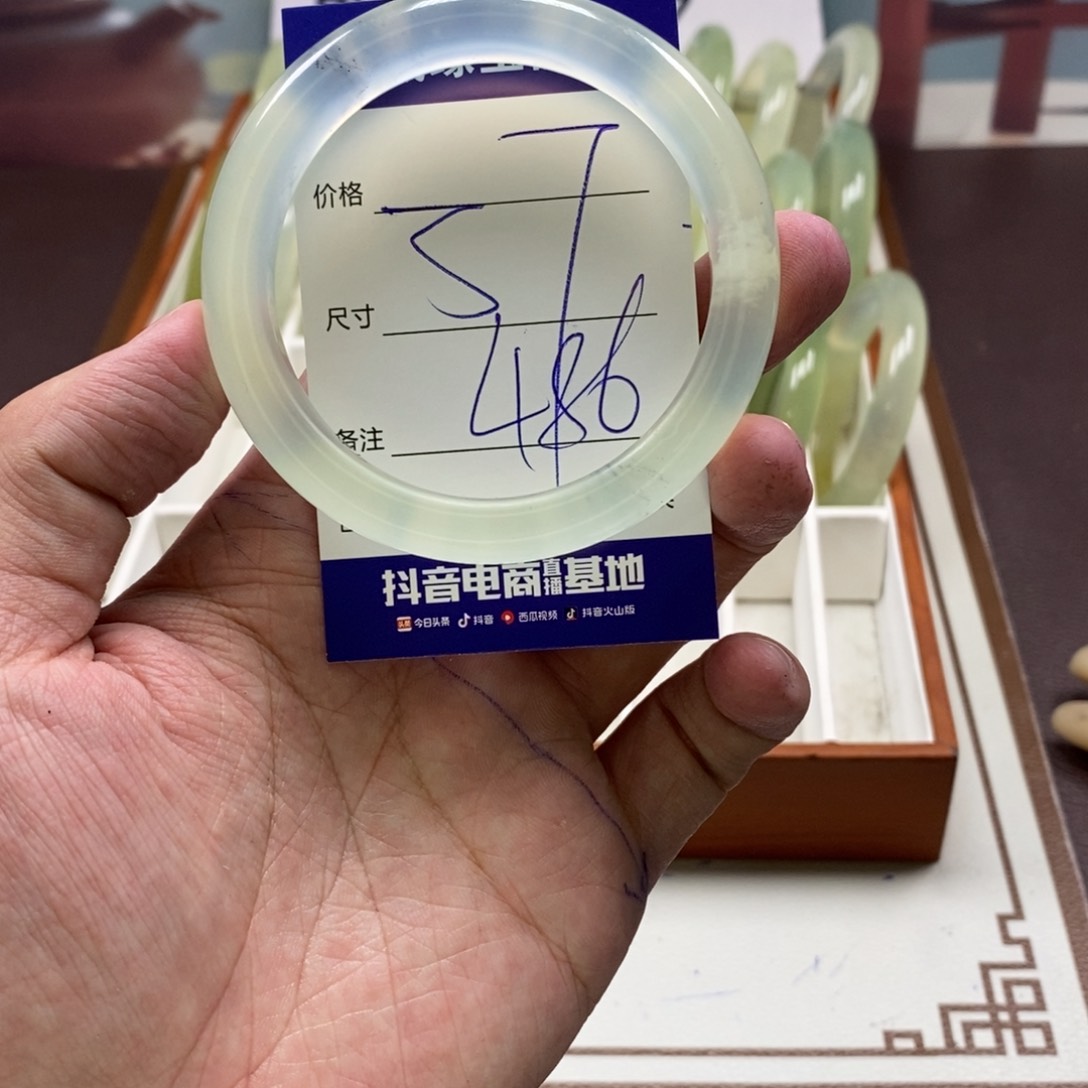 价格
57
尺寸
486
备注
抖音电商直播基地
今日头条 抖音 西瓜视频 抖音火山版